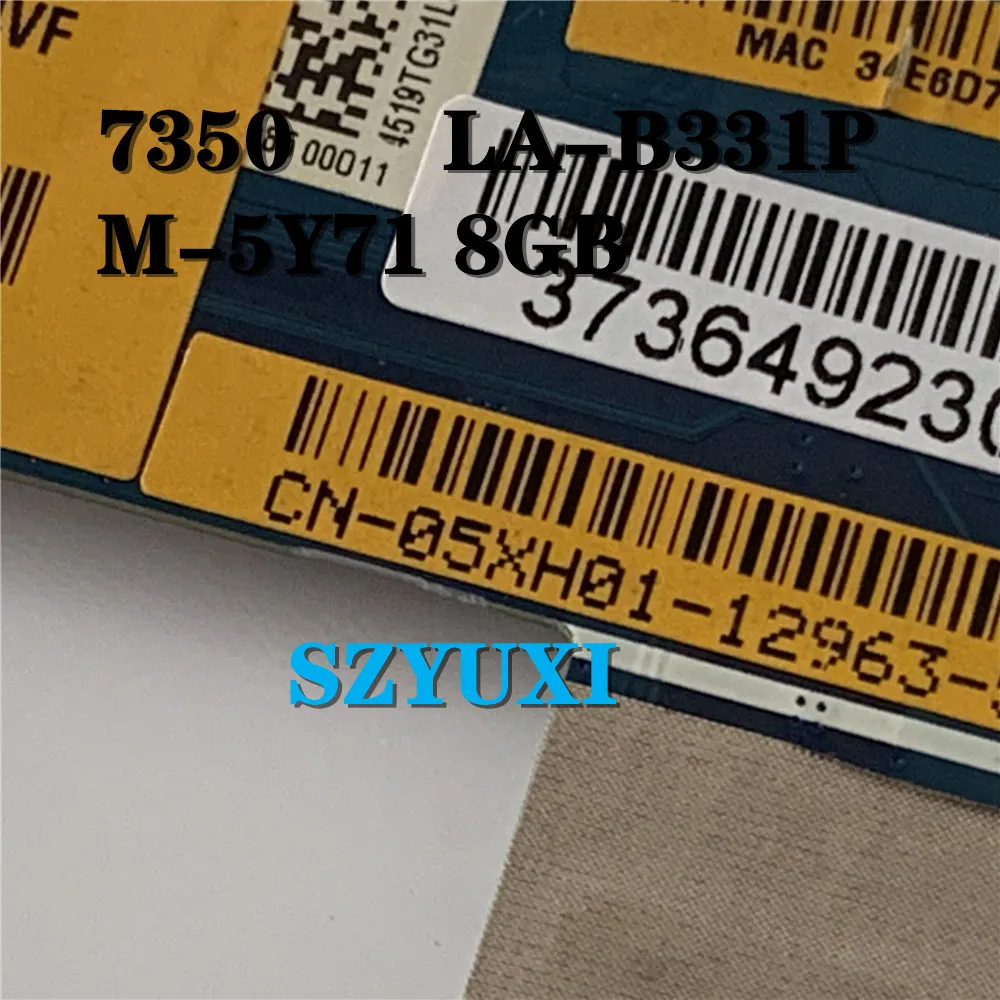 VF
MAC 34E6D7
4519TG31L
00011
7350 LA-B331P
M-5Y71 8GB
373649230
CN-05XH01-12963-
SZYUXI